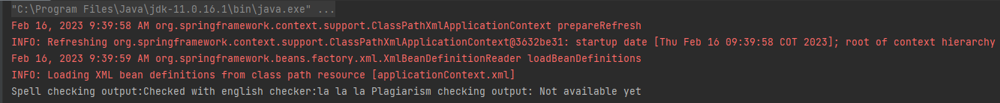 "C:\Program Files\Java\jdk-11.0.16.1\bin\java.exe" ...
Feb 16, 2023 9:39:58 AM org.springframework.context.support.ClassPathXmlApplicationContext prepareRefresh
INFO: Refreshing org.springframework.context.support.ClassPathXmlApplicationContext@3632be31: startup date [Thu Feb 16 09:39:58 COT 2023]; root of context hierarchy
Feb 16, 2023 9:39:59 AM org.springframework.beans.factory.xml.XmlBeanDefinitionReader loadBeanDefinitions
INFO: Loading XML bean definitions from class path resource [applicationContext.xml]
Spell checking output:Checked with english checker:la la la Plagiarism checking output: Not available yet